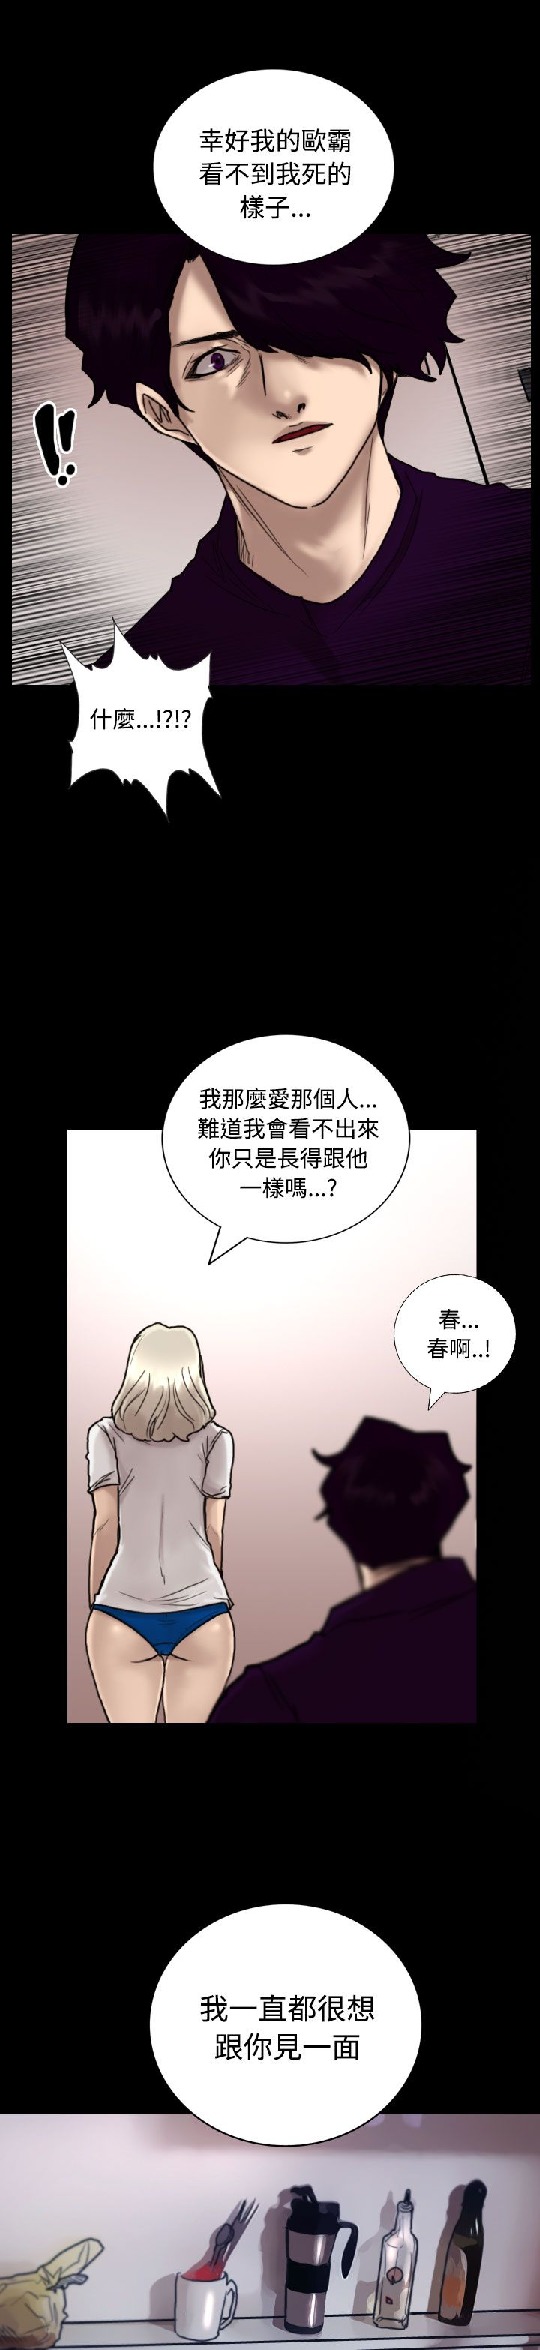 幸好我的歐霸
看不到我死的
樣子...
什麼...!?!?
我那麼愛那個人...
難道我會看不出來
你只是長得跟他
一樣嗎...?
春...
春啊..!
我一直都很想
跟你見一面